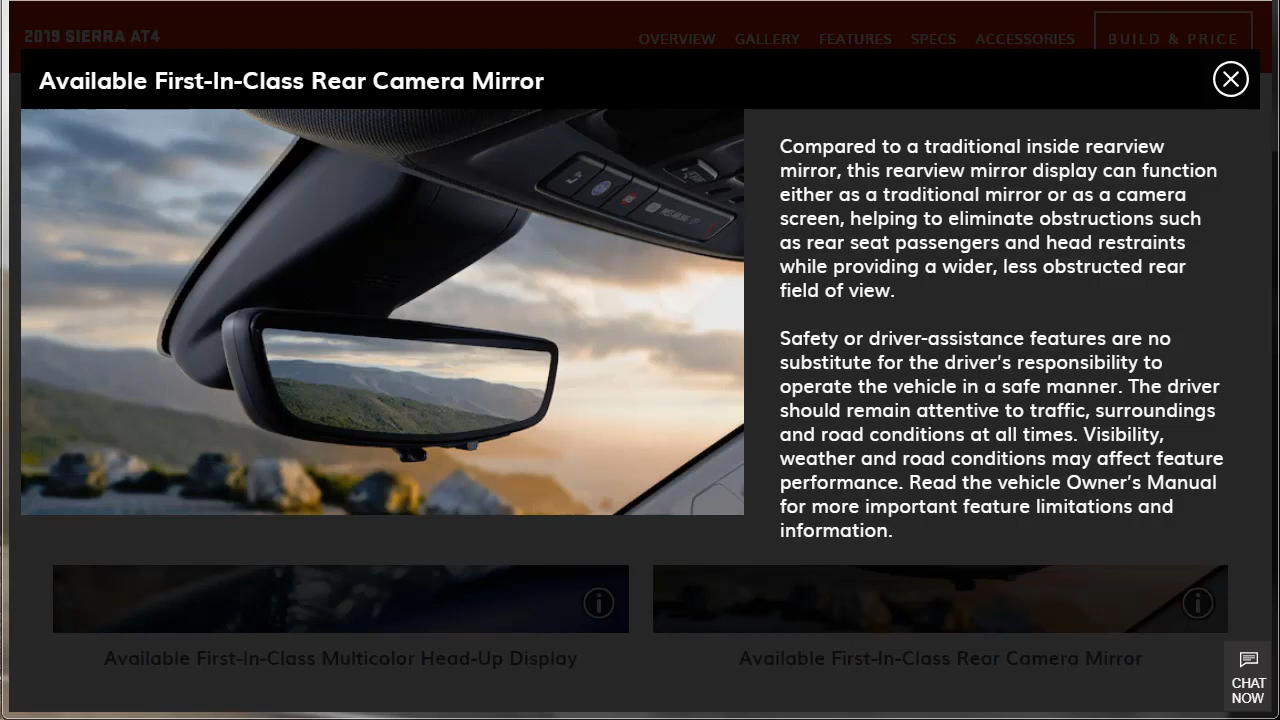 2019 SIERRA AT4
OVERVIEW GALLERY FEATURES SPECS ACCESSORIES BUILD & PRICE
Available First-In-Class Rear Camera Mirror
Compared to a traditional inside rearview
mirror, this rearview mirror display can function
either as a traditional mirror or as a camera
screen, helping to eliminate obstructions such
as rear seat passengers and head restraints
while providing a wider, less obstructed rear
field of view.
Safety or driver-assistance features are no
substitute for the driver's responsibility to
operate the vehicle in a safe manner. The driver
should remain attentive to traffic, surroundings
and road conditions at all times. Visibility,
weather and road conditions may affect feature
performance. Read the vehicle Owner's Manual
for more important feature limitations and
information.
Available First-In-Class Multicolor Head-Up Display
Available First-In-Class Rear Camera Mirror
CHAT
NOW